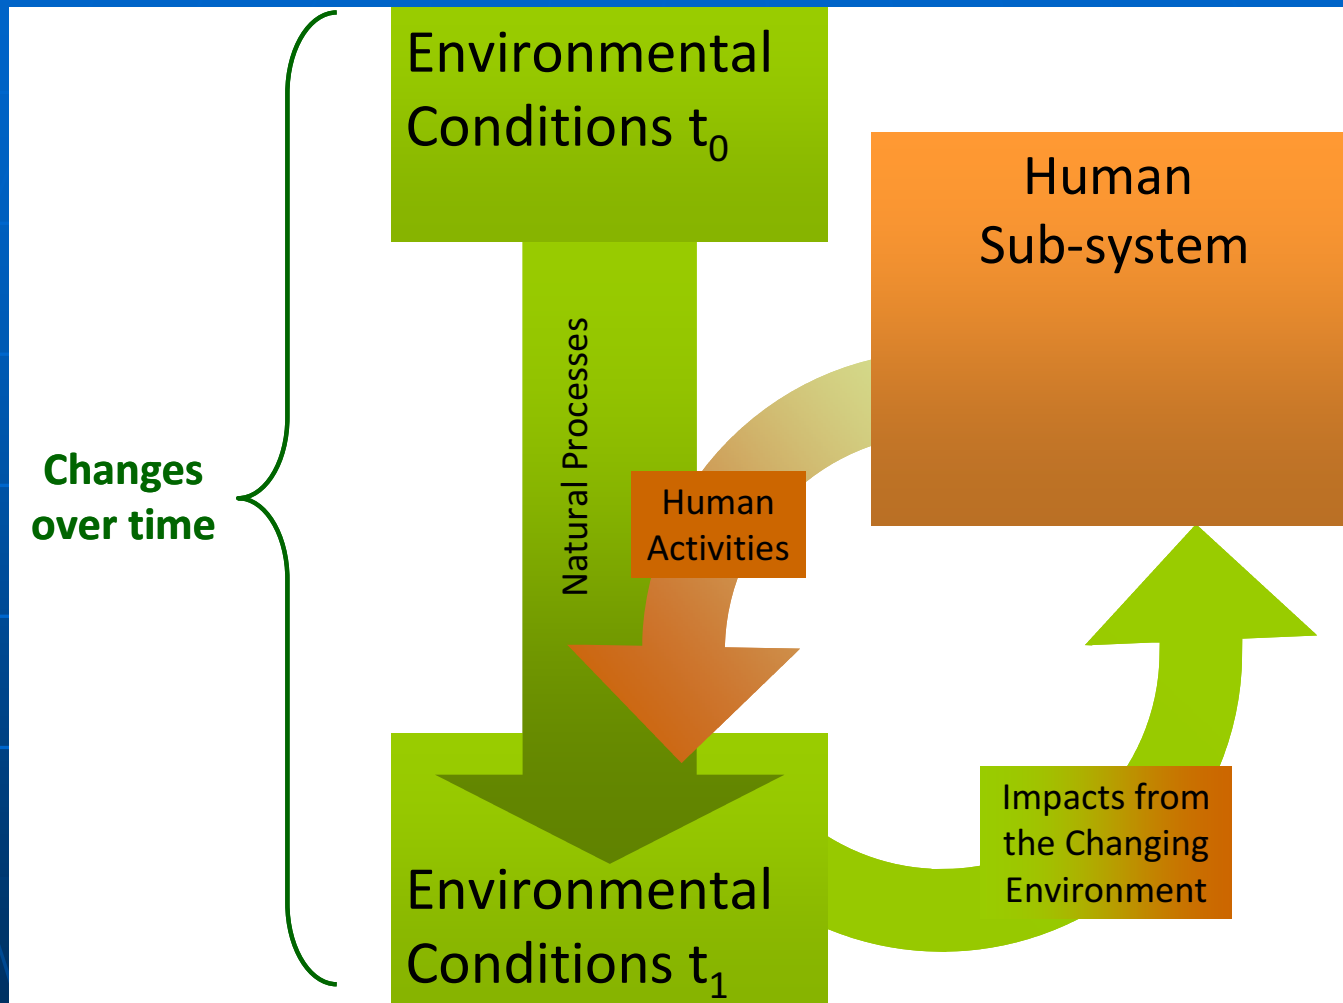 Environmental
Conditions t₀
Human
Sub-system
Natural Processes
Changes
over time
Human
Activities
Impacts from
the Changing
Environment
Environmental
Conditions t₁